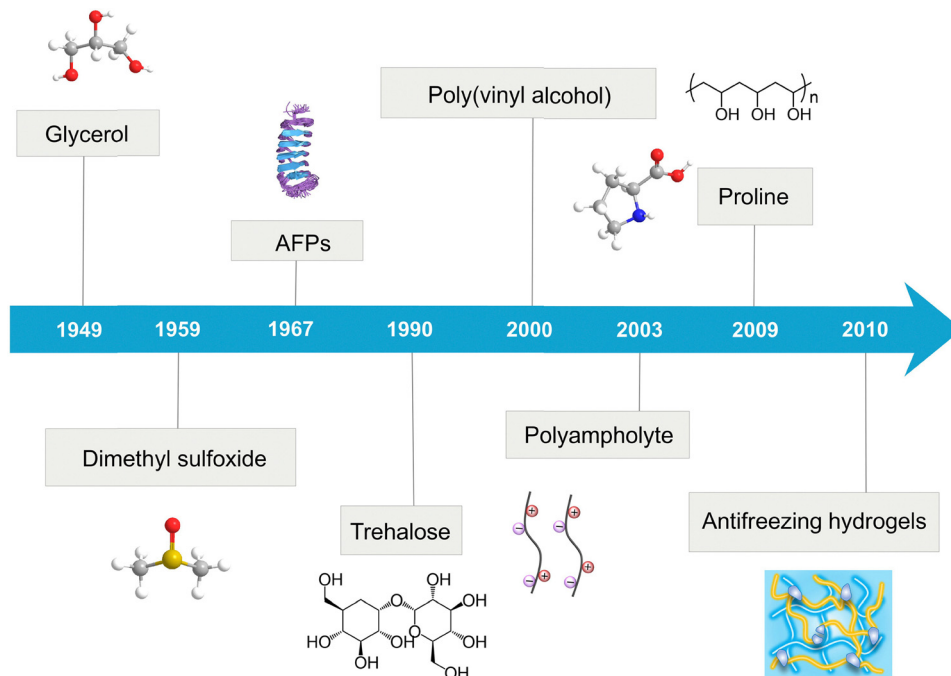 Glycerol
AFPs
Poly(vinyl alcohol)
n
OH OH OH
Proline
1949 1959 1967 1990 2000 2003 2009 2010
Dimethyl sulfoxide
Trehalose
OH
OH
O
OH
HO
OH
OH
O
OH
OH
OH
Polyampholyte
+ +
− −
+ +
− −
Antifreezing hydrogels